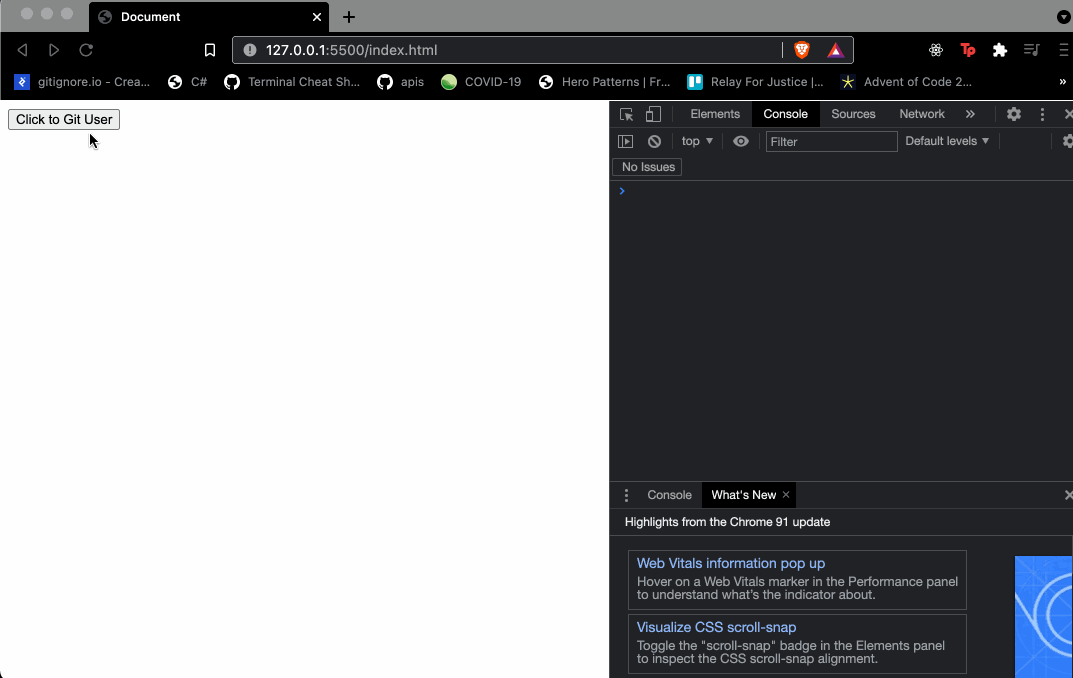 Document
127.0.0.1:5500/index.html
Tp
gitignore.io - Crea... C# Terminal Cheat Sh... apis COVID-19 Hero Patterns | Fr... Relay For Justice |... Advent of Code 2... »
Click to Git User
Elements Console Sources Network »
top Filter Default levels
No Issues
Console What's New
Highlights from the Chrome 91 update
Web Vitals information pop up
Hover on a Web Vitals marker in the Performance panel
to understand what's the indicator about.
Visualize CSS scroll-snap
Toggle the "scroll-snap" badge in the Elements panel
to inspect the CSS scroll-snap alignment.